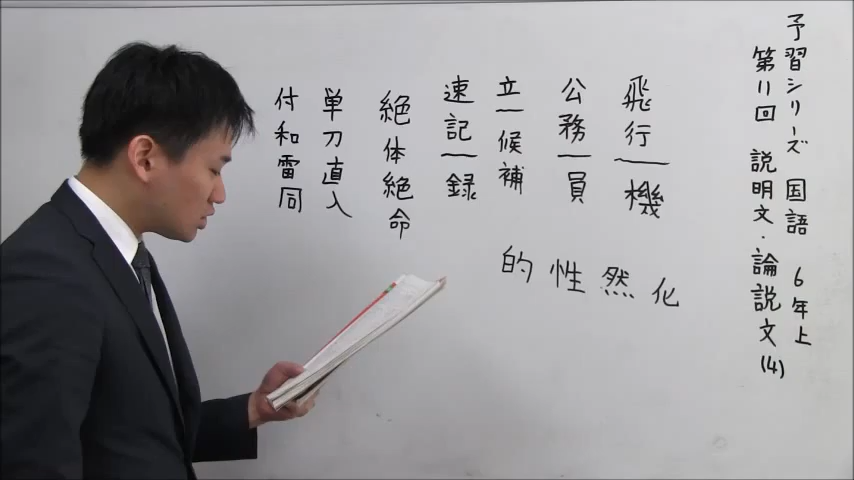 予習シリーズ 国語 6年上
第11回 説明文・論説文(4)
飛行｜機
公務｜員
立｜候補
速記｜録
絶体絶命
単刀直入
付和雷同
化
然
性
的